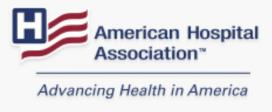 H
American Hospital
Association™
Advancing Health in America